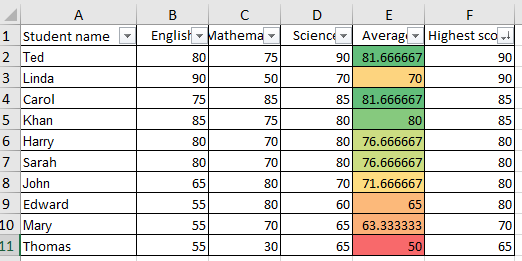 A B C D E F
1 Student name English Mathema Science Average Highest sco
2 Ted 80 75 90 81.666667 90
3 Linda 90 50 70 70 90
4 Carol 75 85 85 81.666667 85
5 Khan 85 75 80 80 85
6 Harry 80 70 80 76.666667 80
7 Sarah 80 70 80 76.666667 80
8 John 65 80 70 71.666667 80
9 Edward 55 80 60 65 80
10 Mary 55 70 65 63.333333 70
11 Thomas 55 30 65 50 65